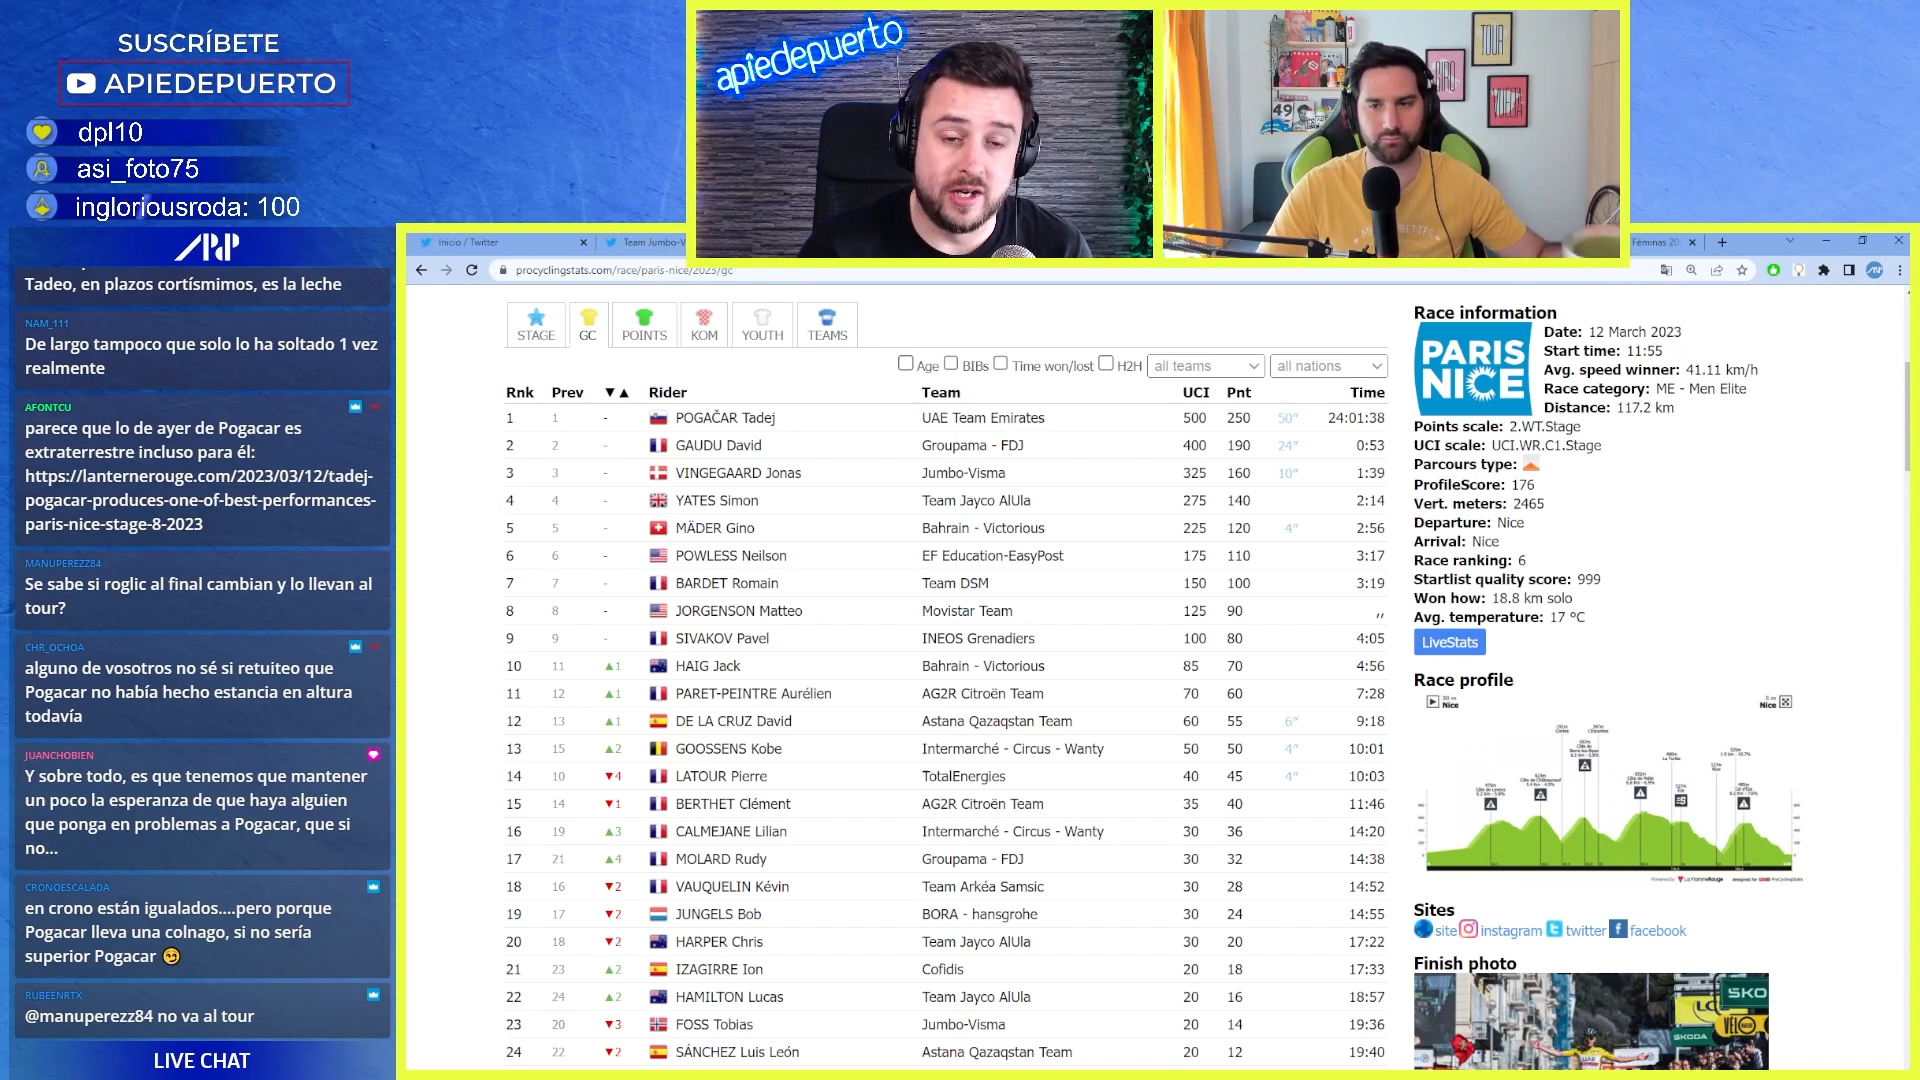 SUSCRÍBETE
APIEDEPUERTO
dpl10
asi_foto75
ingloriousroda: 100
apiedepuerto
TOUR
GIRO
VUELTA
49
Tadeo, en plazos cortísmimos, es la leche
NAM_111
De largo tampoco que solo lo ha soltado 1 vez
realmente
AFONTCU
parece que lo de ayer de Pogacar es
extraterrestre incluso para él:
https://lanternerouge.com/2023/03/12/tadej-
pogacar-produces-one-of-best-performances-
paris-nice-stage-8-2023
MANUPEREZZ84
Se sabe si roglic al final cambian y lo llevan al
tour?
CHR_OCHOA
alguno de vosotros no sé si retuiteo que
Pogacar no había hecho estancia en altura
todavía
JUANCHOBIEN
Y sobre todo, es que tenemos que mantener
un poco la esperanza de que haya alguien
que ponga en problemas a Pogacar, que si
no...
CRONOESCALADA
en crono están igualados....pero porque
Pogacar lleva una colnago, si no sería
superior Pogacar 😏
RUBEENRTX
@manuperezz84 no va al tour
LIVE CHAT
Inicio / Twitter
Team Jumbo-V
Féminas 20
procyclingstats.com/race/paris-nice/2023/gc
STAGE GC POINTS KOM YOUTH TEAMS
Age BIBs Time won/lost H2H all teams all nations
Rnk Prev ▼▲ Rider Team UCI Pnt Time
1 1 - POGAČAR Tadej UAE Team Emirates 500 250 50″ 24:01:38
2 2 - GAUDU David Groupama - FDJ 400 190 24″ 0:53
3 3 - VINGEGAARD Jonas Jumbo-Visma 325 160 10″ 1:39
4 4 - YATES Simon Team Jayco AlUla 275 140 2:14
5 5 - MÄDER Gino Bahrain - Victorious 225 120 4″ 2:56
6 6 - POWLESS Neilson EF Education-EasyPost 175 110 3:17
7 7 - BARDET Romain Team DSM 150 100 3:19
8 8 - JORGENSON Matteo Movistar Team 125 90 ,,
9 9 - SIVAKOV Pavel INEOS Grenadiers 100 80 4:05
10 11 ▲1 HAIG Jack Bahrain - Victorious 85 70 4:56
11 12 ▲1 PARET-PEINTRE Aurélien AG2R Citroën Team 70 60 7:28
12 13 ▲1 DE LA CRUZ David Astana Qazaqstan Team 60 55 6″ 9:18
13 15 ▲2 GOOSSENS Kobe Intermarché - Circus - Wanty 50 50 4″ 10:01
14 10 ▼4 LATOUR Pierre TotalEnergies 40 45 4″ 10:03
15 14 ▼1 BERTHET Clément AG2R Citroën Team 35 40 11:46
16 19 ▲3 CALMEJANE Lilian Intermarché - Circus - Wanty 30 36 14:20
17 21 ▲4 MOLARD Rudy Groupama - FDJ 30 32 14:38
18 16 ▼2 VAUQUELIN Kévin Team Arkéa Samsic 30 28 14:52
19 17 ▼2 JUNGELS Bob BORA - hansgrohe 30 24 14:55
20 18 ▼2 HARPER Chris Team Jayco AlUla 30 20 17:22
21 23 ▲2 IZAGIRRE Ion Cofidis 20 18 17:33
22 24 ▲2 HAMILTON Lucas Team Jayco AlUla 20 16 18:57
23 20 ▼3 FOSS Tobias Jumbo-Visma 20 14 19:36
24 22 ▼2 SÁNCHEZ Luis León Astana Qazaqstan Team 20 12 19:40
Race information
PARIS
NICE
Date: 12 March 2023
Start time: 11:55
Avg. speed winner: 41.11 km/h
Race category: ME - Men Elite
Distance: 117.2 km
Points scale: 2.WT.Stage
UCI scale: UCI.WR.C1.Stage
Parcours type:
ProfileScore: 176
Vert. meters: 2465
Departure: Nice
Arrival: Nice
Race ranking: 6
Startlist quality score: 999
Won how: 18.8 km solo
Avg. temperature: 17 °C
LiveStats
Race profile
Nice
Nice
Sites
site instagram twitter facebook
Finish photo
SKO
SKODA
VELO